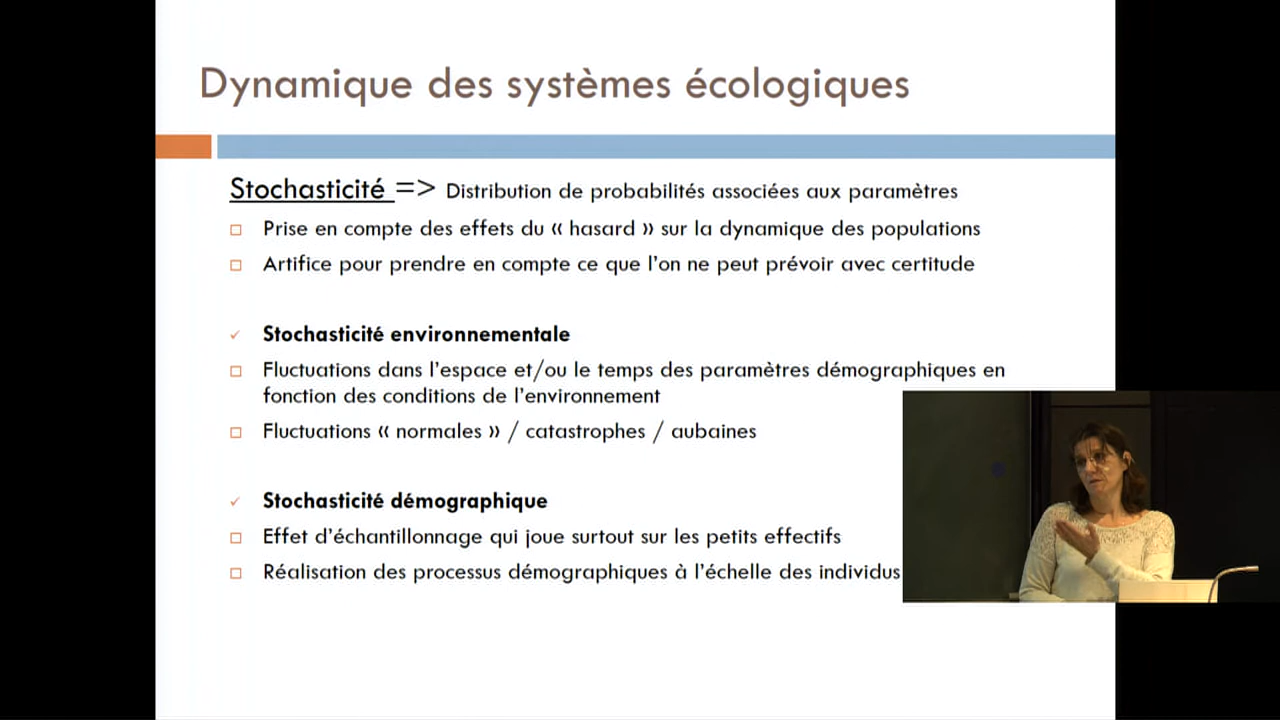 Dynamique des systèmes écologiques
Stochasticité => Distribution de probabilités associées aux paramètres
Prise en compte des effets du « hasard » sur la dynamique des populations
Artifice pour prendre en compte ce que l'on ne peut prévoir avec certitude
Stochasticité environnementale
Fluctuations dans l'espace et/ou le temps des paramètres démographiques en
fonction des conditions de l'environnement
Fluctuations « normales » / catastrophes / aubaines
Stochasticité démographique
Effet d'échantillonnage qui joue surtout sur les petits effectifs
Réalisation des processus démographiques à l'échelle des individus